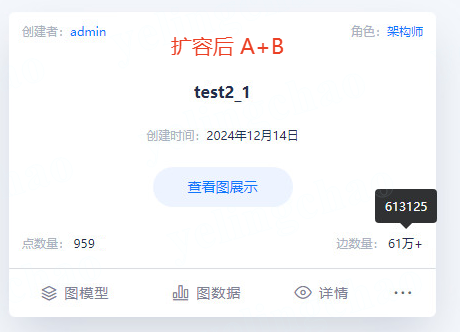 创建者：admin
角色：架构师
扩容后 A+B
test2_1
创建时间：2024年12月14日
查看图展示
613125
点数量：959
边数量：61万+
图模型
图数据
详情
...